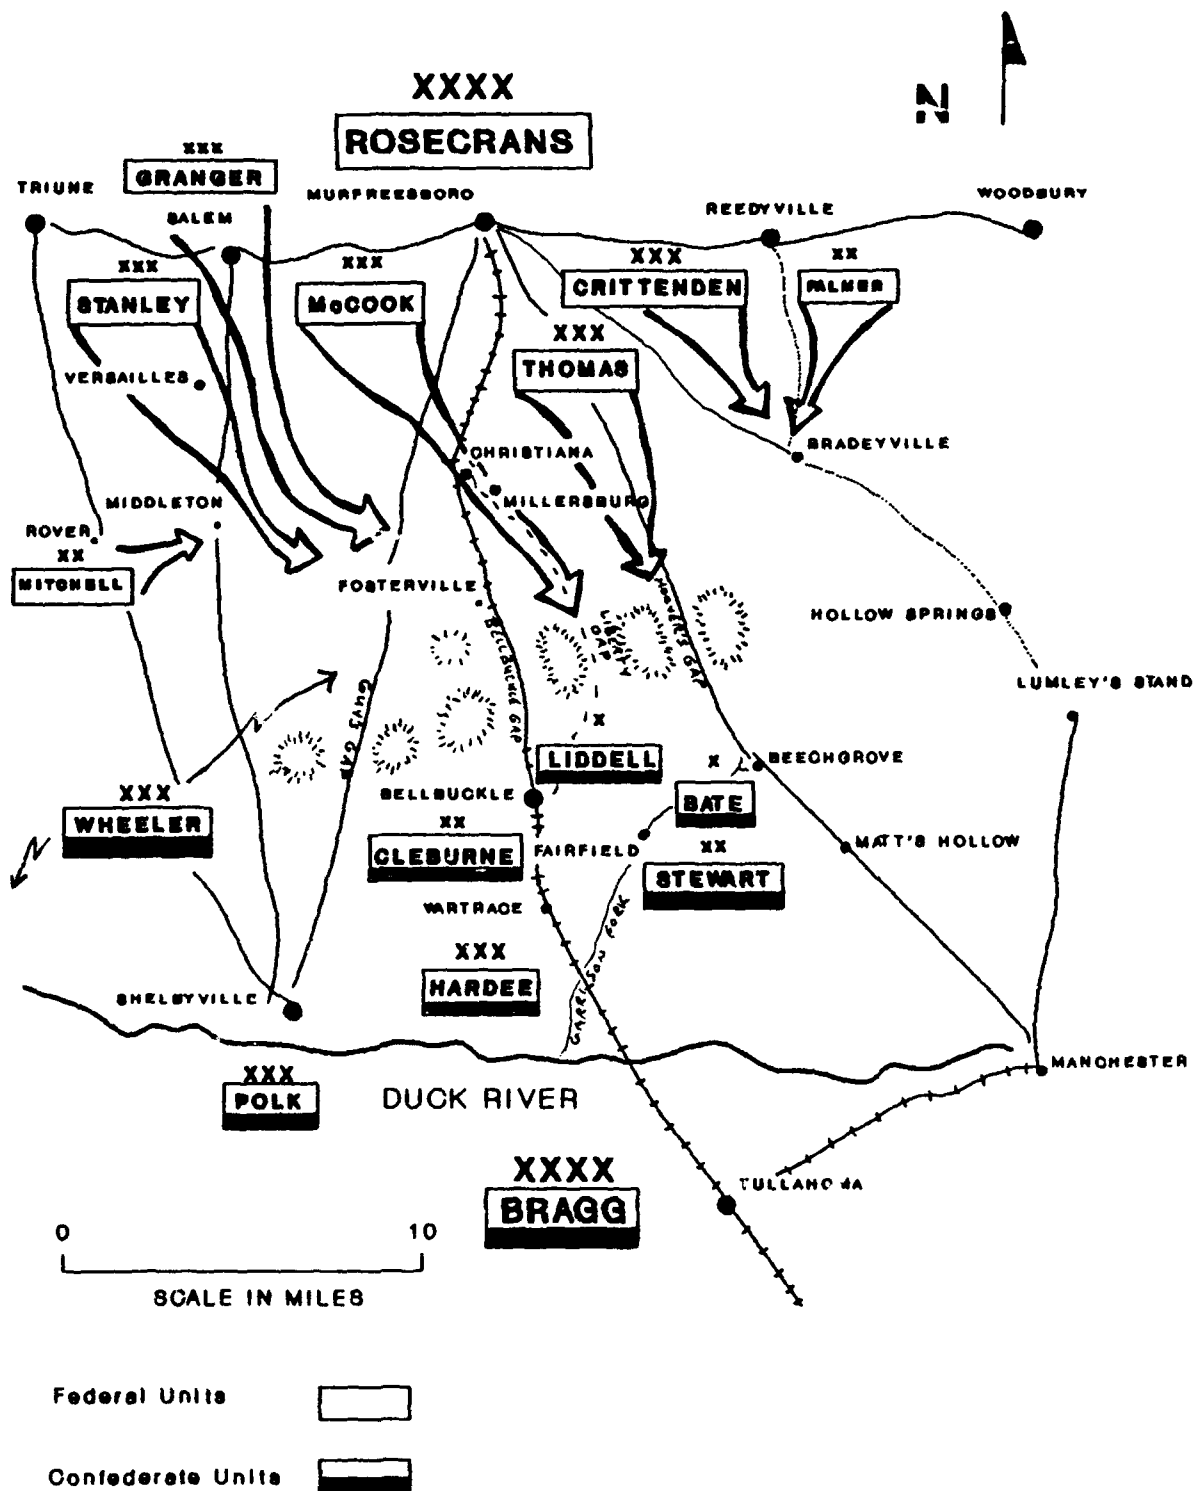 N
XXXX
ROSECRANS
XXX
GRANGER
TRIUNE
SALEM
MURFREESBORO
REEDYVILLE
WOODBURY
XXX
STANLEY
XXX
McCOOK
XXX
CRITTENDEN
XX
PALMER
XXX
THOMAS
VERSAILLES
CHRISTIANA
BRADEYVILLE
MILLERSBURG
MIDDLETON
ROVER
XX
MITCHELL
FOSTERVILLE
HOLLOW SPRINGS
LUMLEY'S STAND
BELLBUCKLE GAP
LIBERTY GAP
HOOVER'S GAP
GUY'S GAP
X
LIDDELL
X
BATE
BEECHGROVE
XXX
WHEELER
BELLBUCKLE
XX
CLEBURNE
FAIRFIELD
XX
STEWART
MATT'S HOLLOW
WARTRACE
XXX
HARDEE
GARRISON FORK
SHELBYVILLE
MANCHESTER
XXX
POLK
DUCK RIVER
XXXX
BRAGG
TULLAHOMA
0 10
SCALE IN MILES
Federal Units
Confederate Units